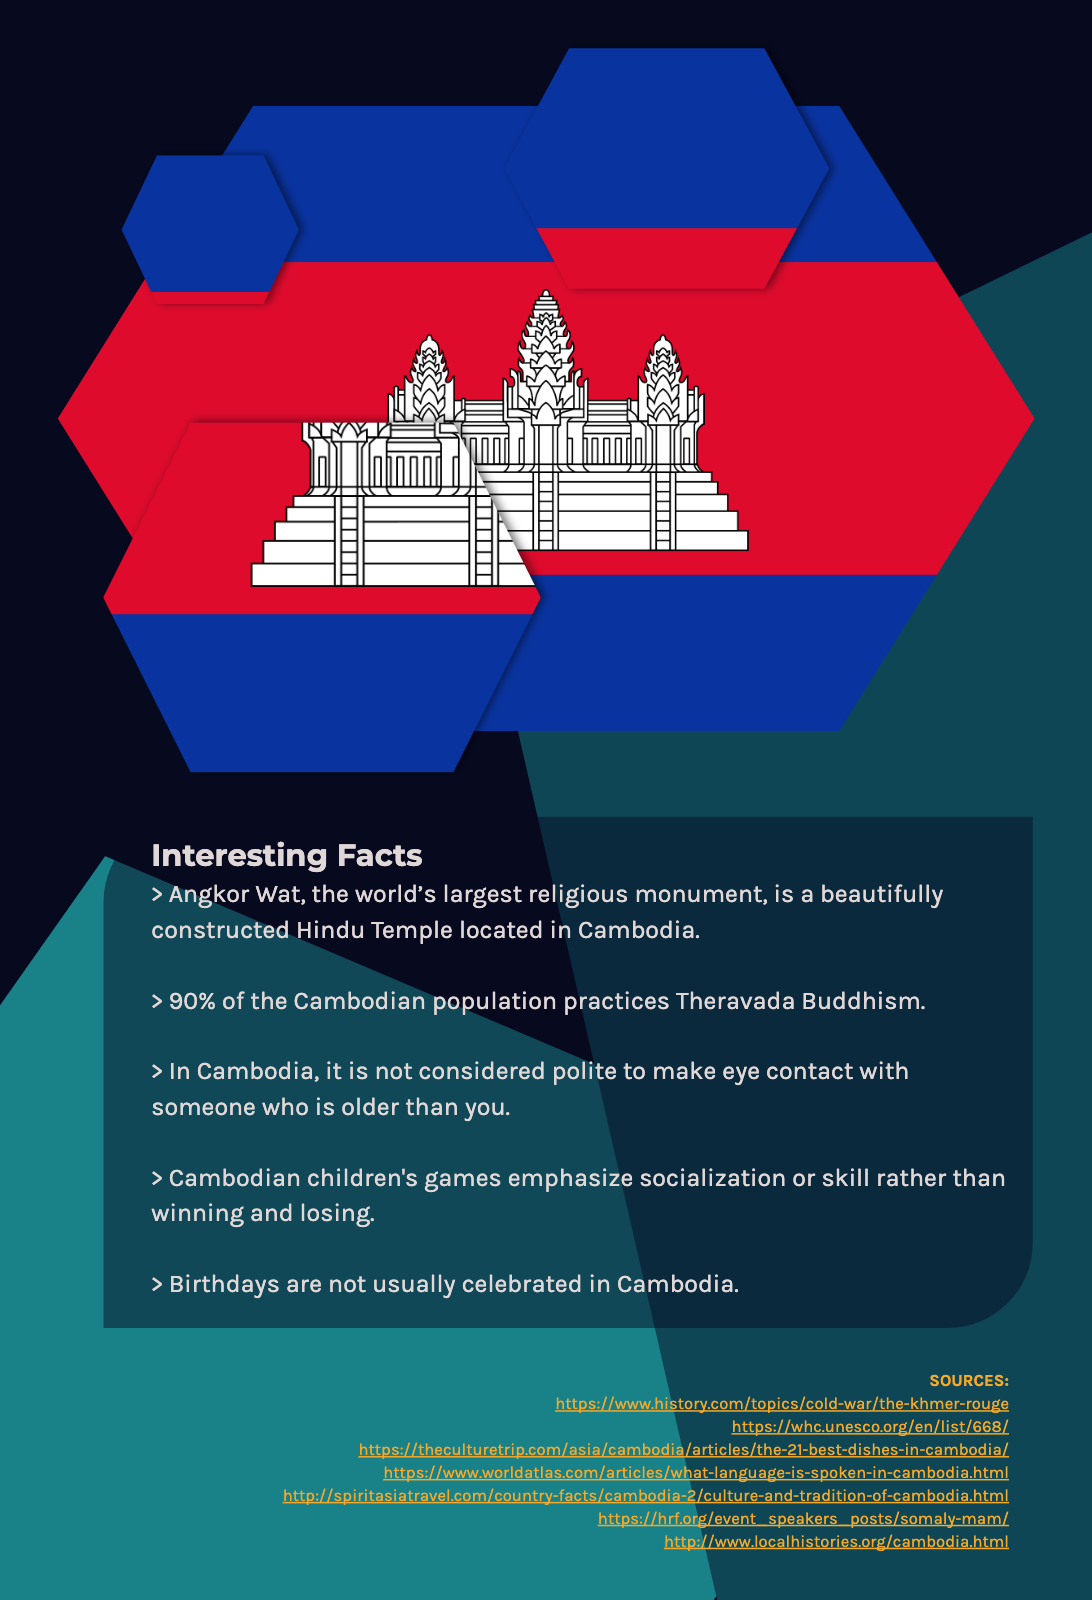 Interesting Facts
> Angkor Wat, the world’s largest religious monument, is a beautifully
constructed Hindu Temple located in Cambodia.
> 90% of the Cambodian population practices Theravada Buddhism.
> In Cambodia, it is not considered polite to make eye contact with
someone who is older than you.
> Cambodian children's games emphasize socialization or skill rather than
winning and losing.
> Birthdays are not usually celebrated in Cambodia.
SOURCES:
https://www.history.com/topics/cold-war/the-khmer-rouge
https://whc.unesco.org/en/list/668/
https://theculturetrip.com/asia/cambodia/articles/the-21-best-dishes-in-cambodia/
https://www.worldatlas.com/articles/what-language-is-spoken-in-cambodia.html
http://spiritasiatravel.com/country-facts/cambodia-2/culture-and-tradition-of-cambodia.html
https://hrf.org/event_speakers_posts/somaly-mam/
http://www.localhistories.org/cambodia.html